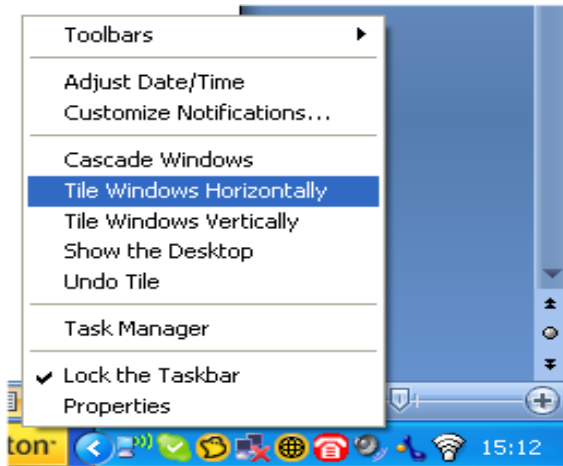 Toolbars
Adjust Date/Time
Customize Notifications...
Cascade Windows
Tile Windows Horizontally
Tile Windows Vertically
Show the Desktop
Undo Tile
Task Manager
Lock the Taskbar
Properties
ton
15:12